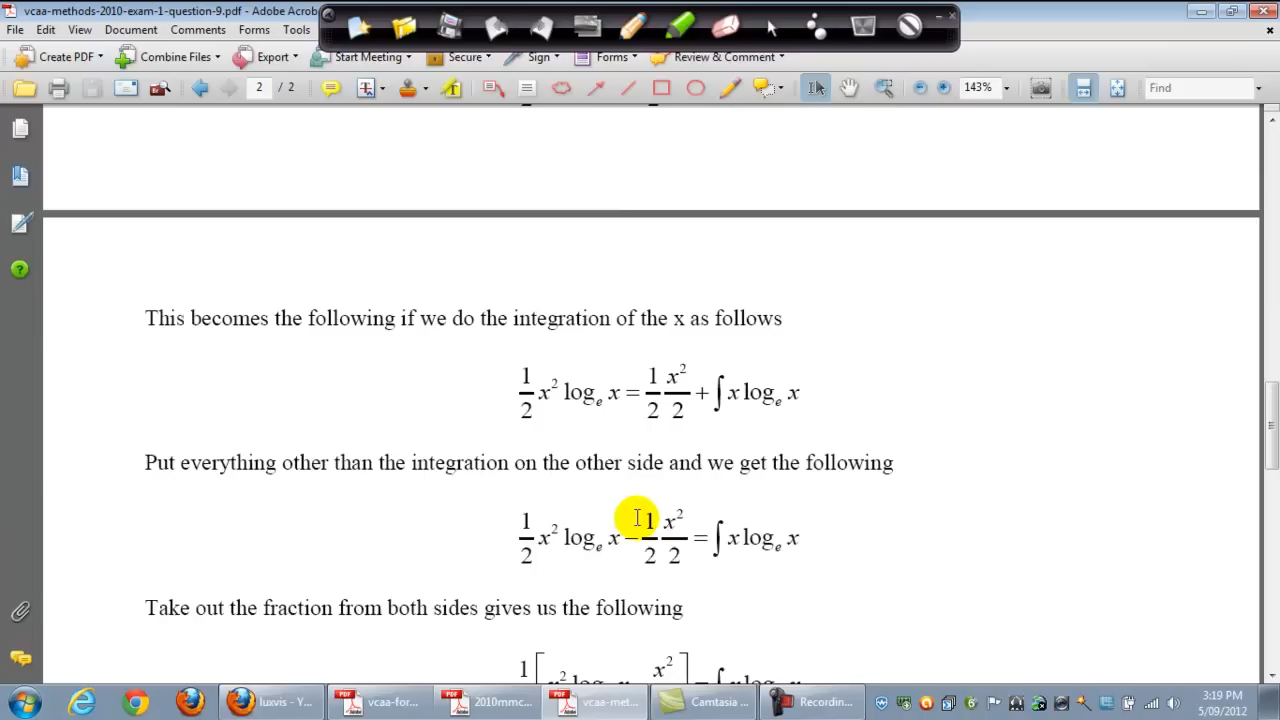 vcaa-methods-2010-exam-1-question-9.pdf - Adobe Acrob
File Edit View Document Comments Forms Tools
Create PDF Combine Files Export Start Meeting Secure Sign Forms Review & Comment
2 / 2 143% Find
This becomes the following if we do the integration of the x as follows
1/2 x² logₑ x = 1/2 x²/2 + ∫ x logₑ x
Put everything other than the integration on the other side and we get the following
1/2 x² logₑ x − 1/2 x²/2 = ∫ x logₑ x
Take out the fraction from both sides gives us the following
luxvis - Y... vcaa-for... 2010mmc... vcaa-met... Camtasia ... Recordin... 3:19 PM
5/09/2012